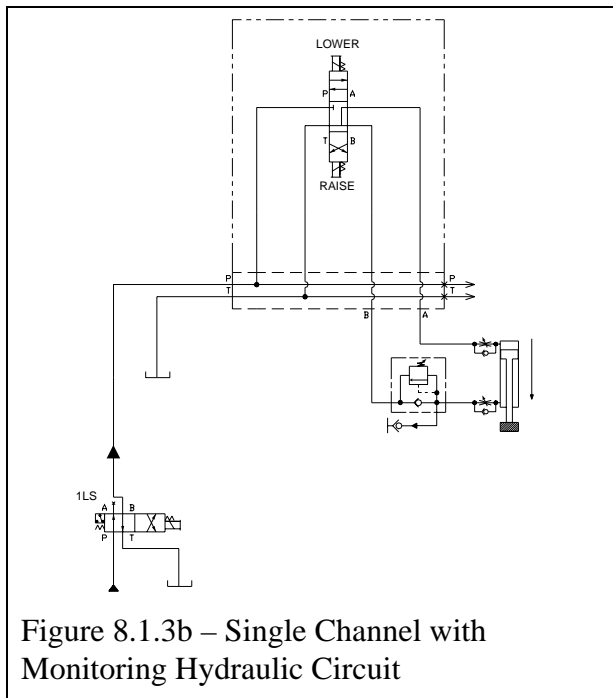 LOWER
P A
T B
RAISE
P P
T T
B A
1LS
A B
P T
Figure 8.1.3b – Single Channel with
Monitoring Hydraulic Circuit